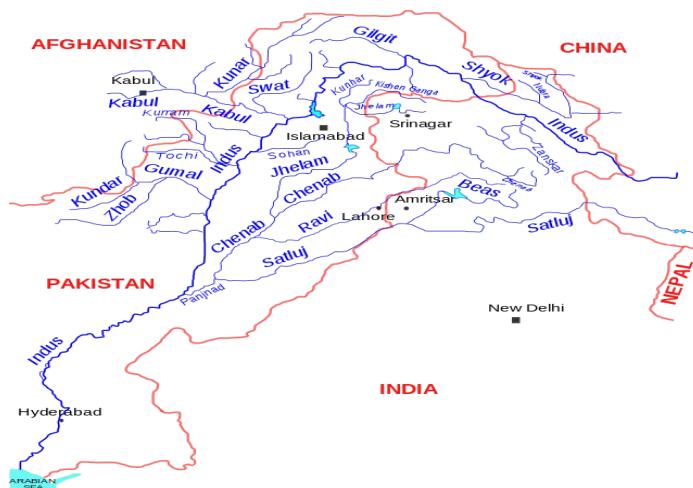 AFGHANISTAN
CHINA
Gilgit
Kunar
Shyok
Kabul
Swat
Kunhar
Kishen Ganga
Kabul
Kabul
Jhelam
Kurram
Srinagar
Indus
Islamabad
Indus
Sohan
Zanskar
Tochi
Jhelam
Gumal
Chenab
Beas
Kundar
Zhob
Amritsar
Lahore
Ravi
Chenab
Satluj
Satluj
PAKISTAN
Panjnad
NEPAL
New Delhi
Indus
INDIA
Hyderabad
ARABIAN
SEA